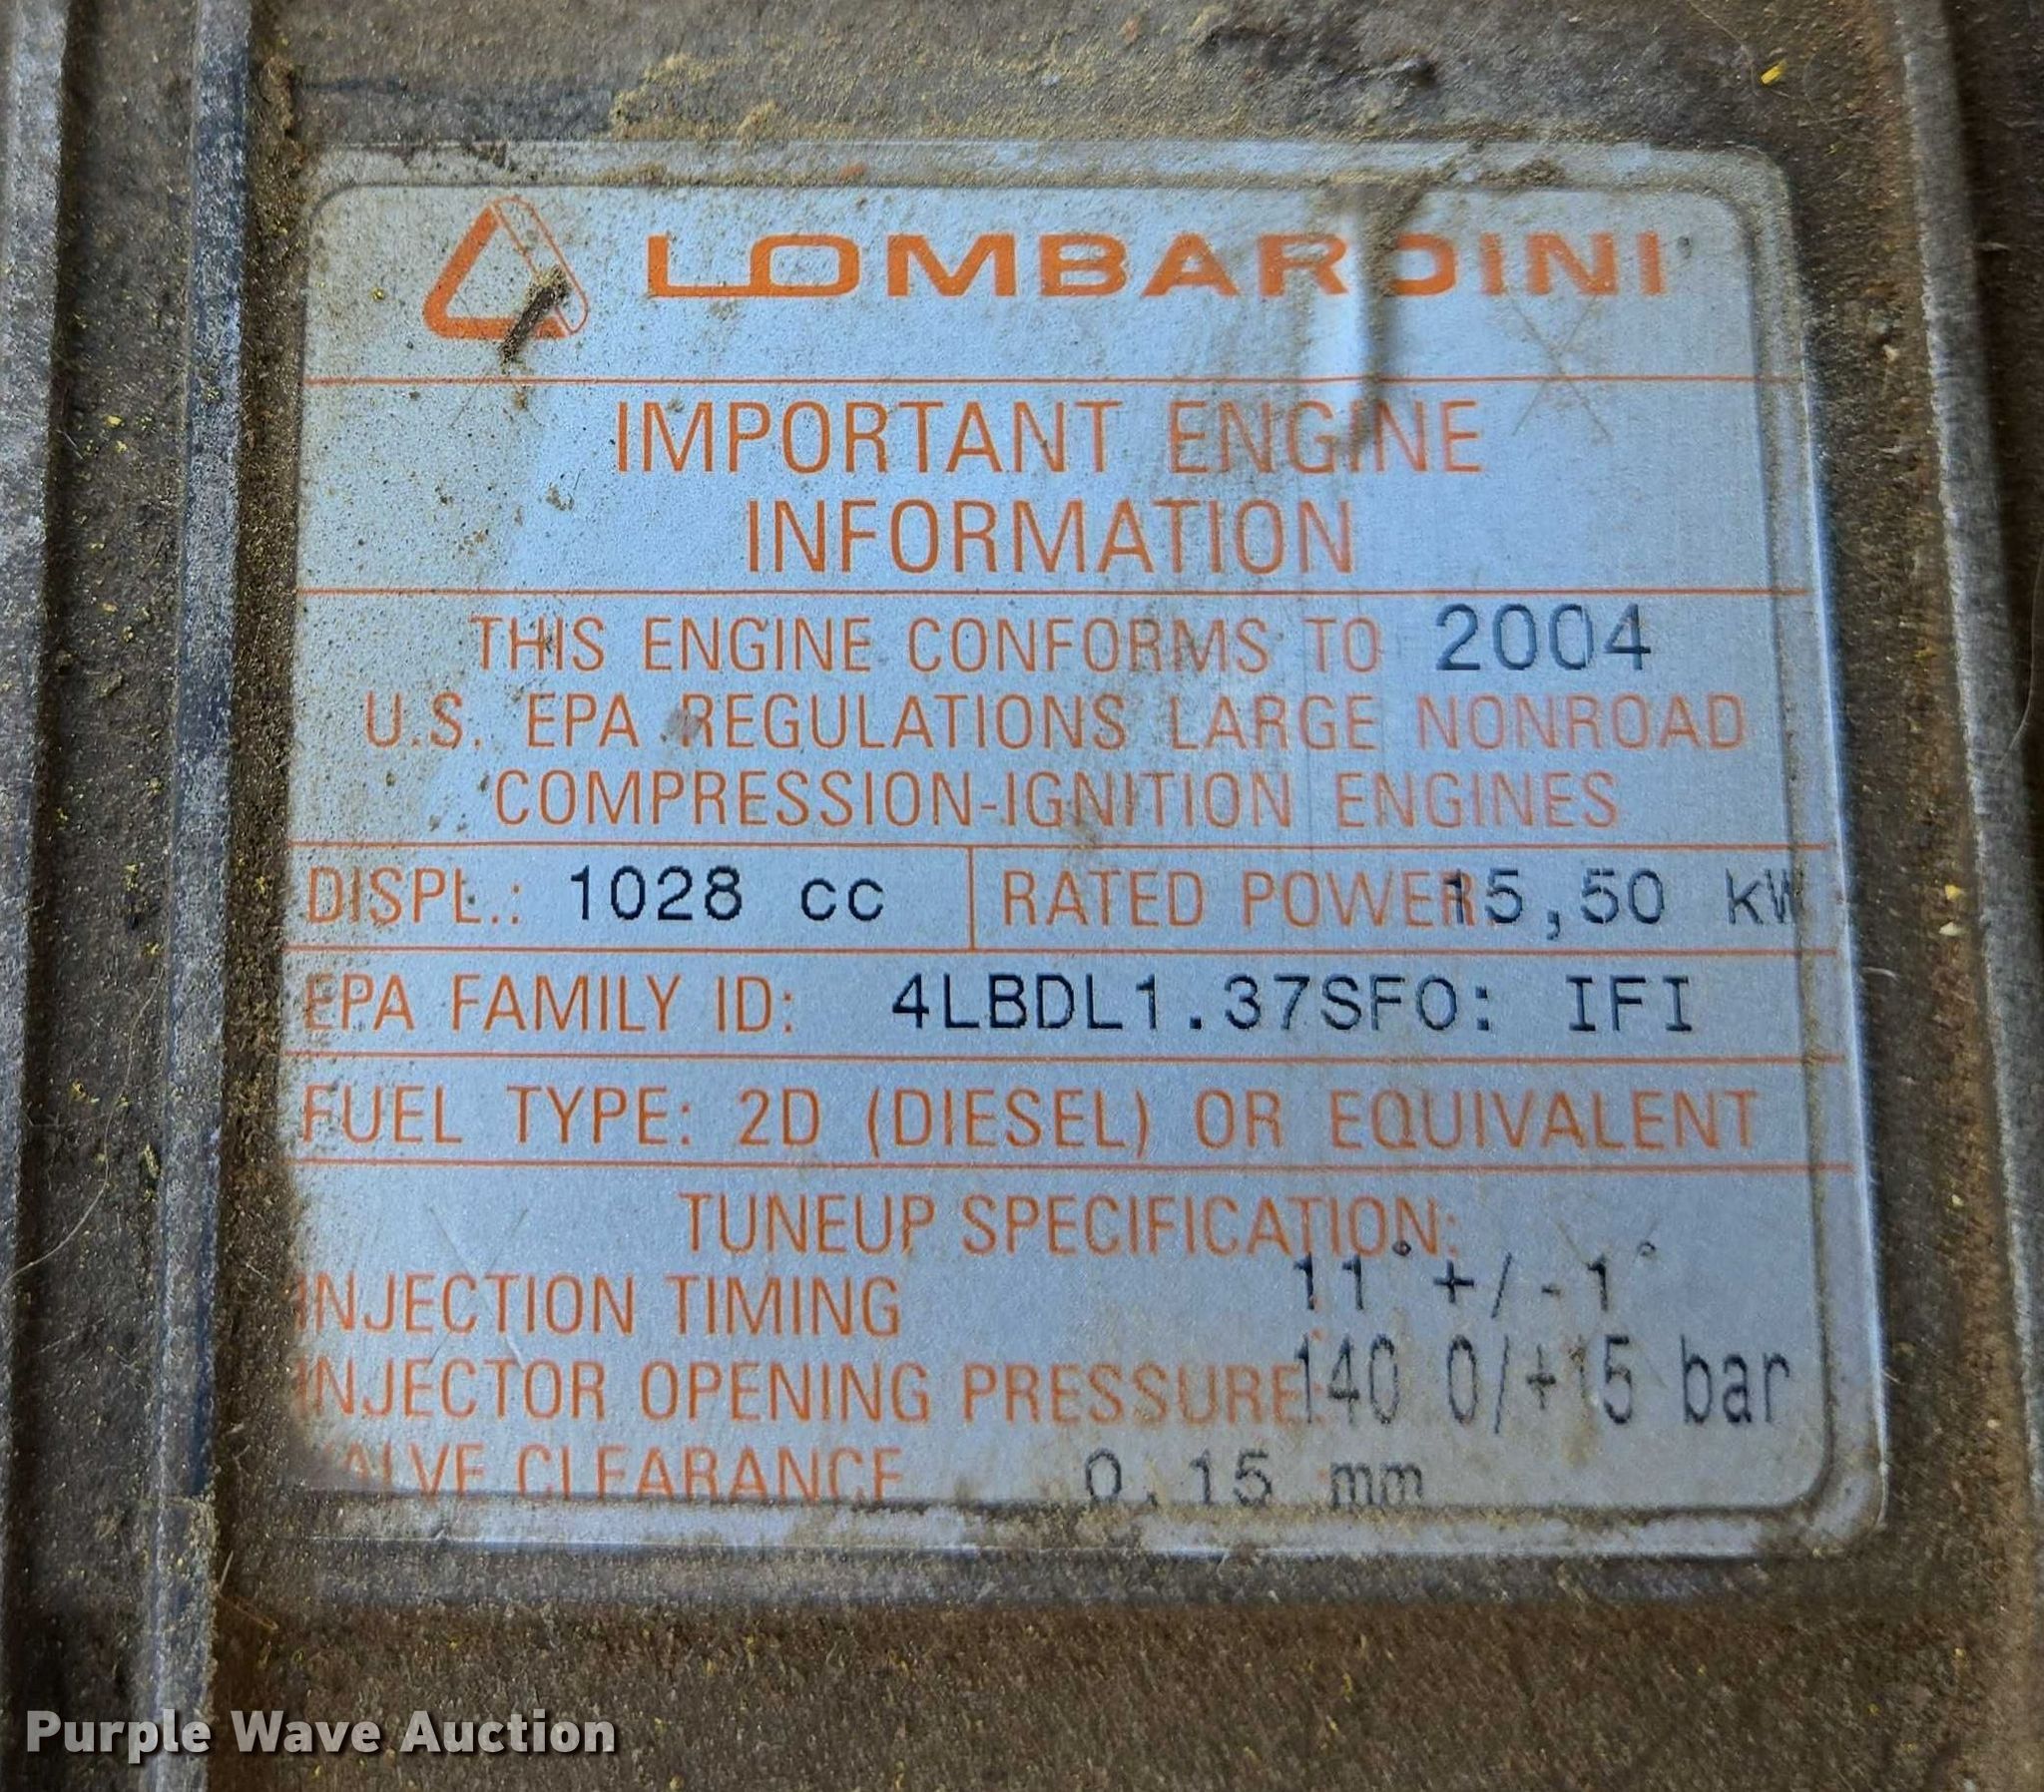 LOMBARDINI
IMPORTANT ENGINE
INFORMATION
THIS ENGINE CONFORMS TO 2004
U.S. EPA REGULATIONS LARGE NONROAD
COMPRESSION-IGNITION ENGINES
DISPL.: 1028 cc RATED POWER: 15,50 kW
EPA FAMILY ID: 4LBDL1.37SFO: IFI
FUEL TYPE: 2D (DIESEL) OR EQUIVALENT
TUNEUP SPECIFICATION:
INJECTION TIMING 11° +/-1°
INJECTOR OPENING PRESSURE: 140 0/+15 bar
VALVE CLEARANCE 0.15 mm
Purple Wave Auction